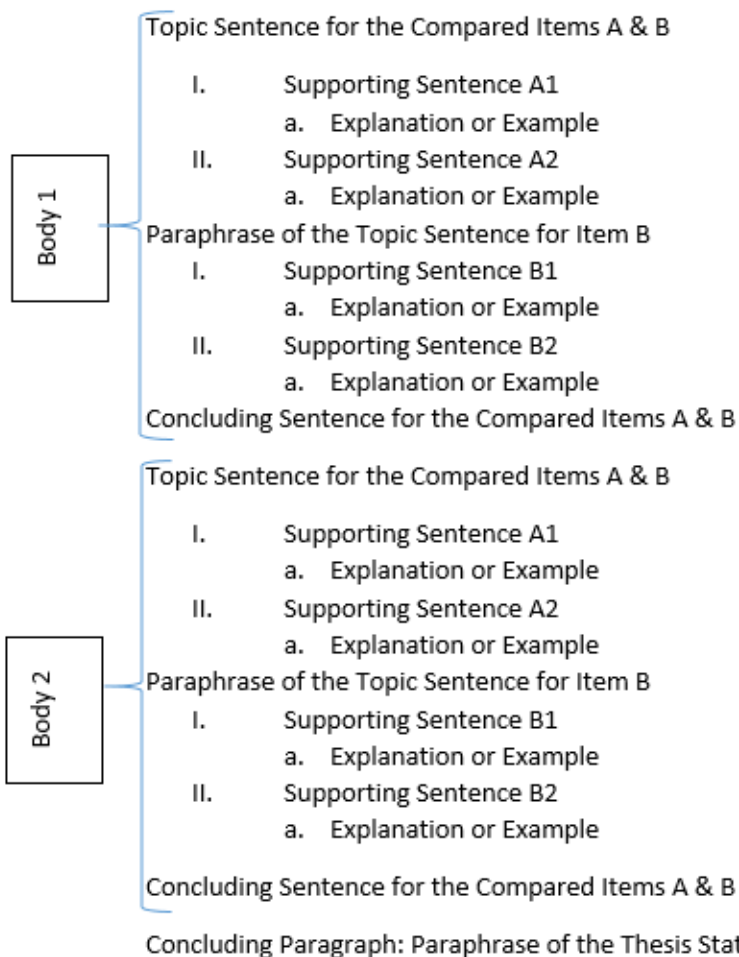 Topic Sentence for the Compared Items A & B
I. Supporting Sentence A1
a. Explanation or Example
II. Supporting Sentence A2
a. Explanation or Example
Body 1
Paraphrase of the Topic Sentence for Item B
I. Supporting Sentence B1
a. Explanation or Example
II. Supporting Sentence B2
a. Explanation or Example
Concluding Sentence for the Compared Items A & B
Topic Sentence for the Compared Items A & B
I. Supporting Sentence A1
a. Explanation or Example
II. Supporting Sentence A2
a. Explanation or Example
Body 2
Paraphrase of the Topic Sentence for Item B
I. Supporting Sentence B1
a. Explanation or Example
II. Supporting Sentence B2
a. Explanation or Example
Concluding Sentence for the Compared Items A & B
Concluding Paragraph: Paraphrase of the Thesis Stat